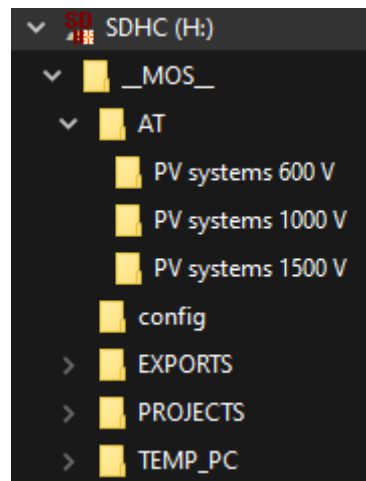 SDHC (H:)
__MOS__
AT
PV systems 600 V
PV systems 1000 V
PV systems 1500 V
config
EXPORTS
PROJECTS
TEMP_PC